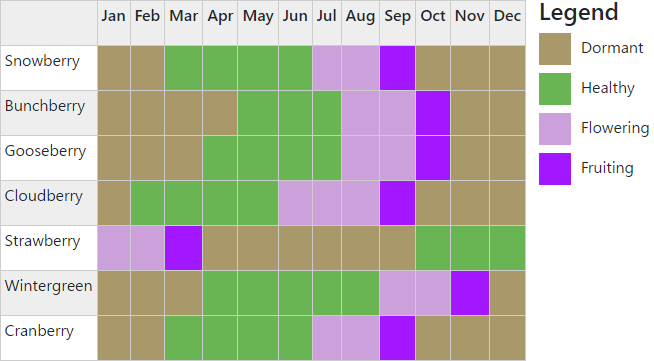 Jan Feb Mar Apr May Jun Jul Aug Sep Oct Nov Dec
Snowberry
Bunchberry
Gooseberry
Cloudberry
Strawberry
Wintergreen
Cranberry
Legend
Dormant
Healthy
Flowering
Fruiting